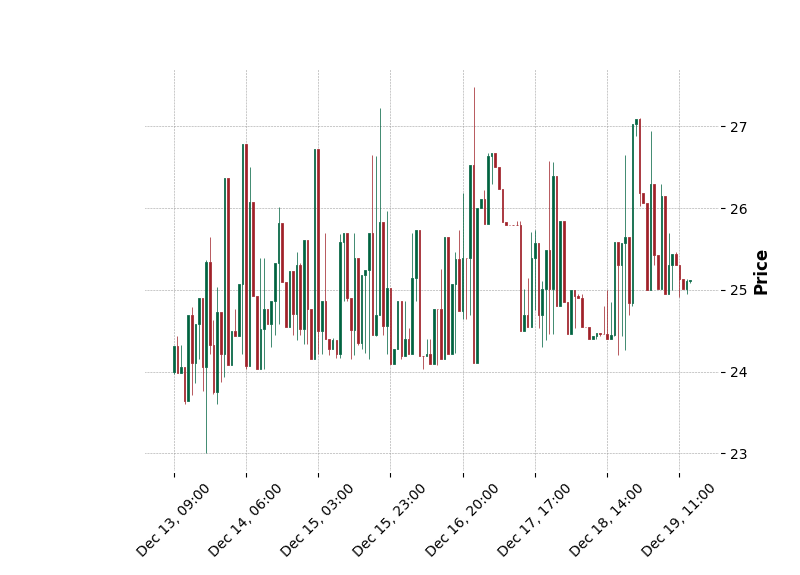 27
26
25
24
23
Price
Dec 13, 09:00
Dec 14, 06:00
Dec 15, 03:00
Dec 15, 23:00
Dec 16, 20:00
Dec 17, 17:00
Dec 18, 14:00
Dec 19, 11:00